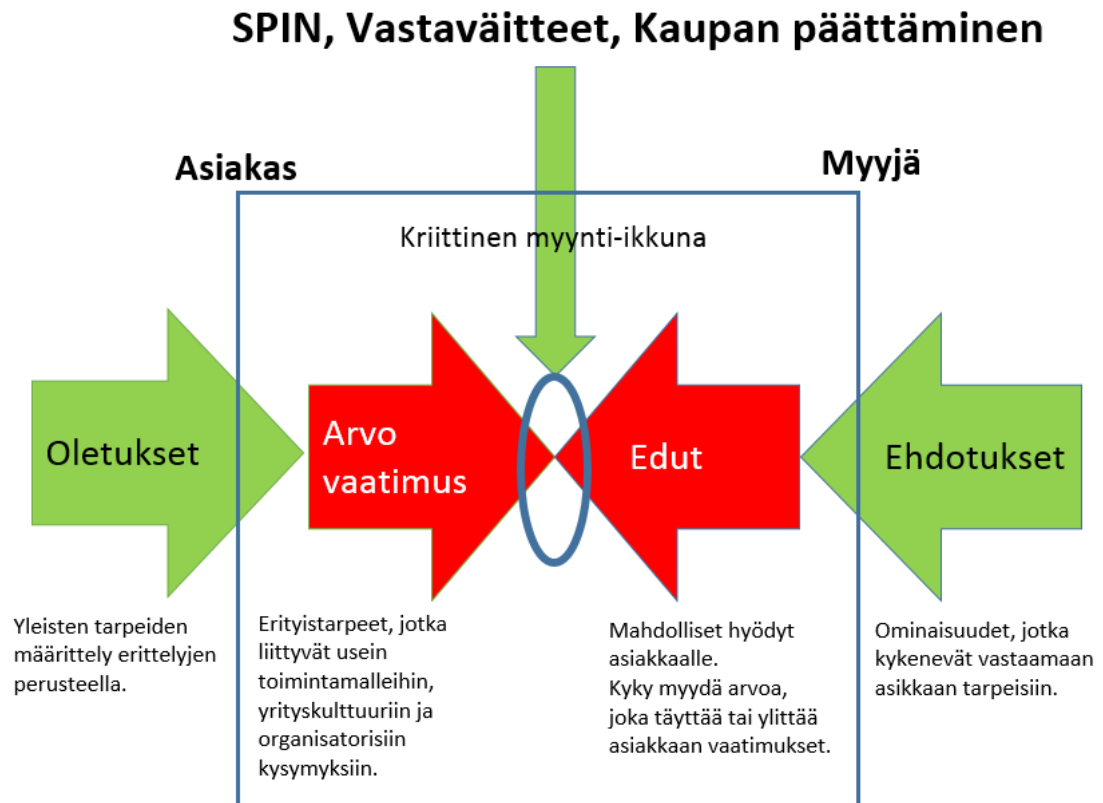 SPIN, Vastaväitteet, Kaupan päättäminen
Asiakas
Myyjä
Kriittinen myynti-ikkuna
Oletukset
Arvo
vaatimus
Edut
Ehdotukset
Yleisten tarpeiden
määrittely erittelyjen
perusteella.
Erityistarpeet, jotka
liittyvät usein
toimintamalleihin,
yrityskulttuuriin ja
organisatorisiin
kysymyksiin.
Mahdolliset hyödyt
asiakkaalle.
Kyky myydä arvoa,
joka täyttää tai ylittää
asiakkaan vaatimukset.
Ominaisuudet, jotka
kykenevät vastaamaan
asikkaan tarpeisiin.